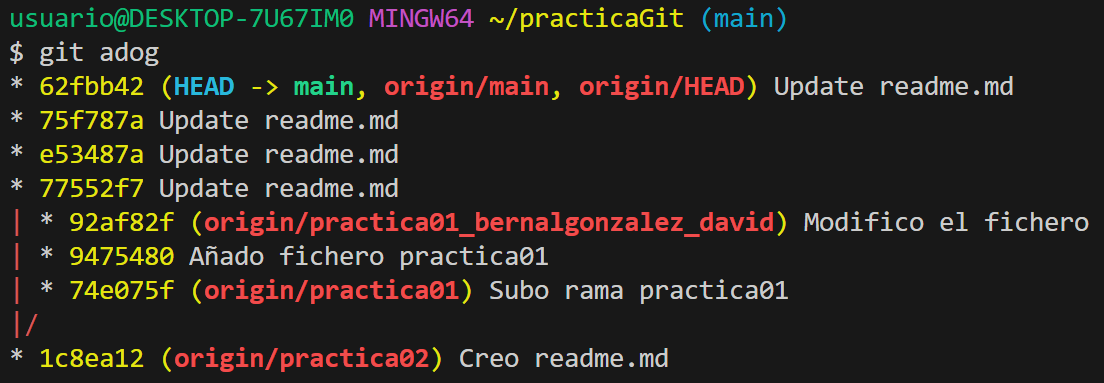 usuario@DESKTOP-7U67IM0 MINGW64 ~/practicaGit (main)
$ git adog
* 62fbb42 (HEAD -> main, origin/main, origin/HEAD) Update readme.md
* 75f787a Update readme.md
* e53487a Update readme.md
* 77552f7 Update readme.md
| * 92af82f (origin/practica01_bernalgonzalez_david) Modifico el fichero
| * 9475480 Añado fichero practica01
| * 74e075f (origin/practica01) Subo rama practica01
|/
* 1c8ea12 (origin/practica02) Creo readme.md